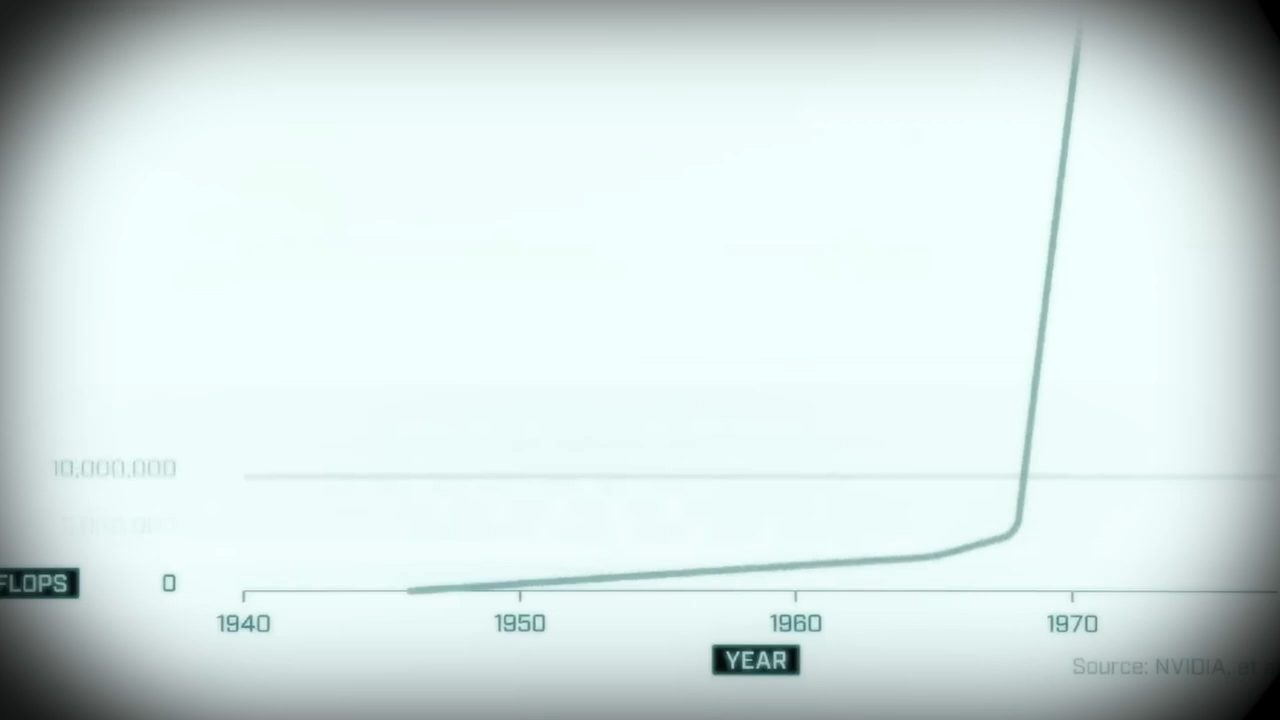 10,000,000
FLOPS
0
1940
1950
1960
1970
YEAR
Source: NVIDIA, et